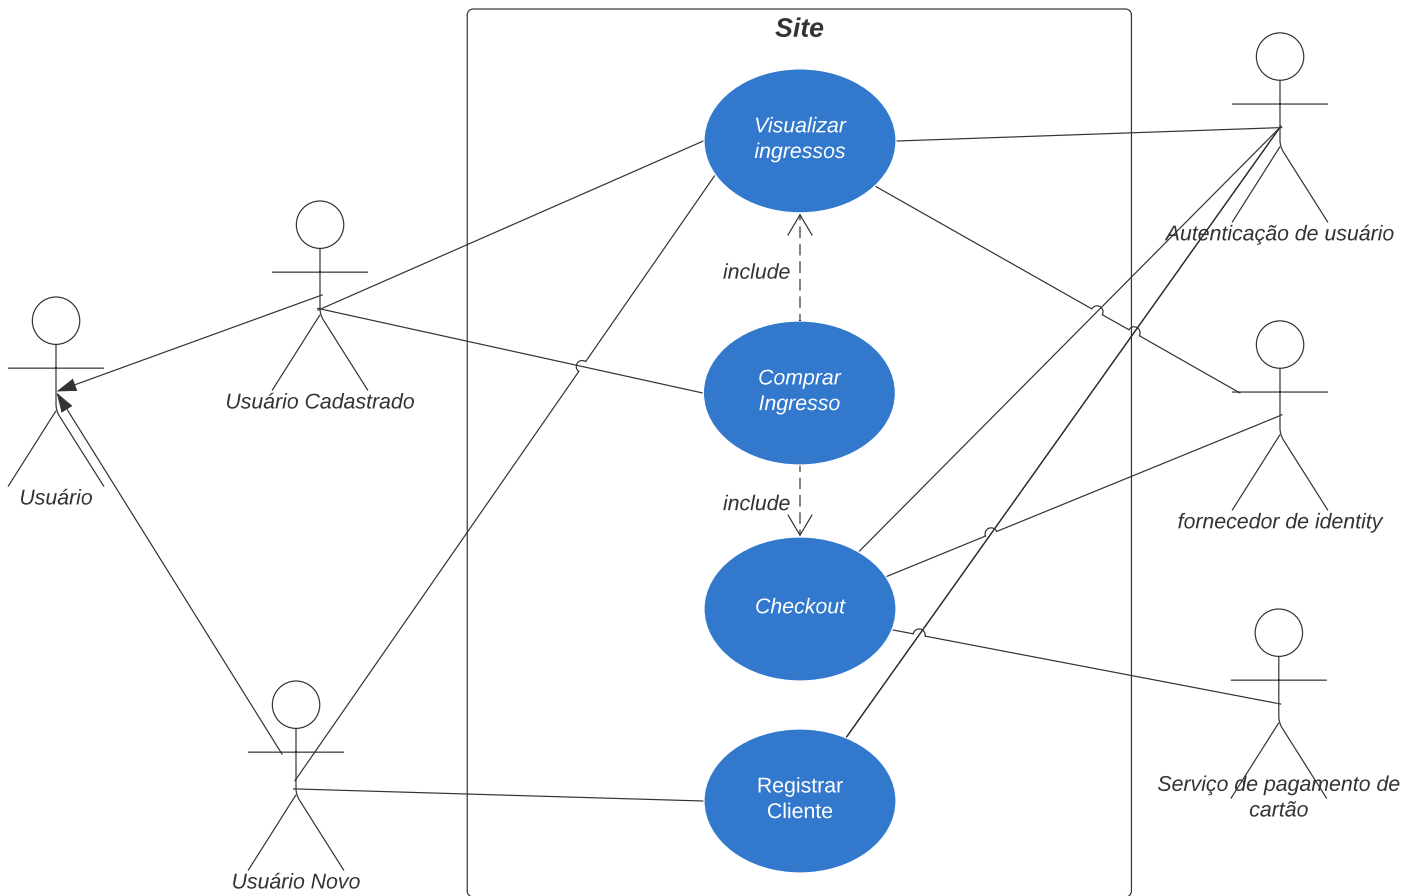 Site
Visualizar
ingressos
Autenticação de usuário
include
Comprar
Ingresso
Usuário Cadastrado
Usuário
include
fornecedor de identity
Checkout
Registrar
Cliente
Serviço de pagamento de
cartão
Usuário Novo